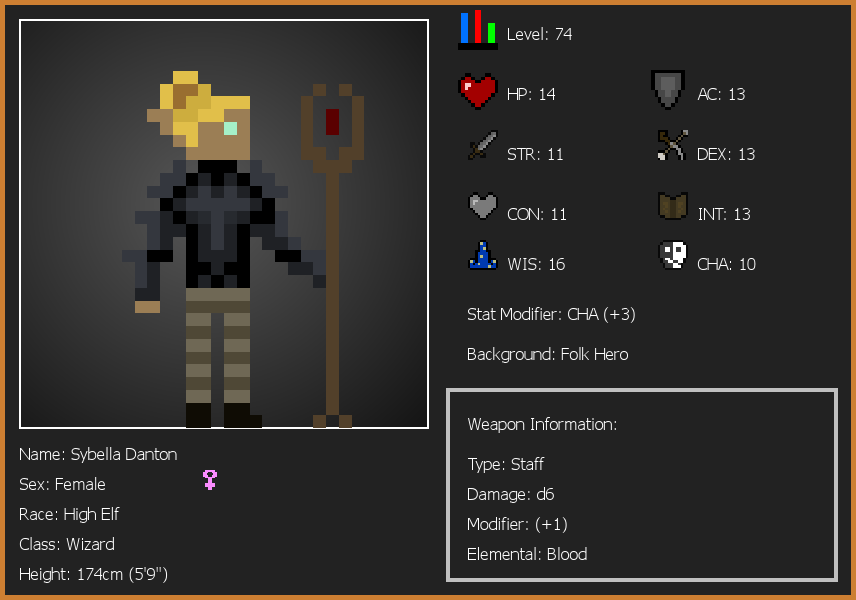 Level: 74
HP: 14
AC: 13
STR: 11
DEX: 13
CON: 11
INT: 13
WIS: 16
CHA: 10
Stat Modifier: CHA (+3)
Background: Folk Hero
Weapon Information:
Type: Staff
Damage: d6
Modifier: (+1)
Elemental: Blood
Name: Sybella Danton
Sex: Female
Race: High Elf
Class: Wizard
Height: 174cm (5'9")